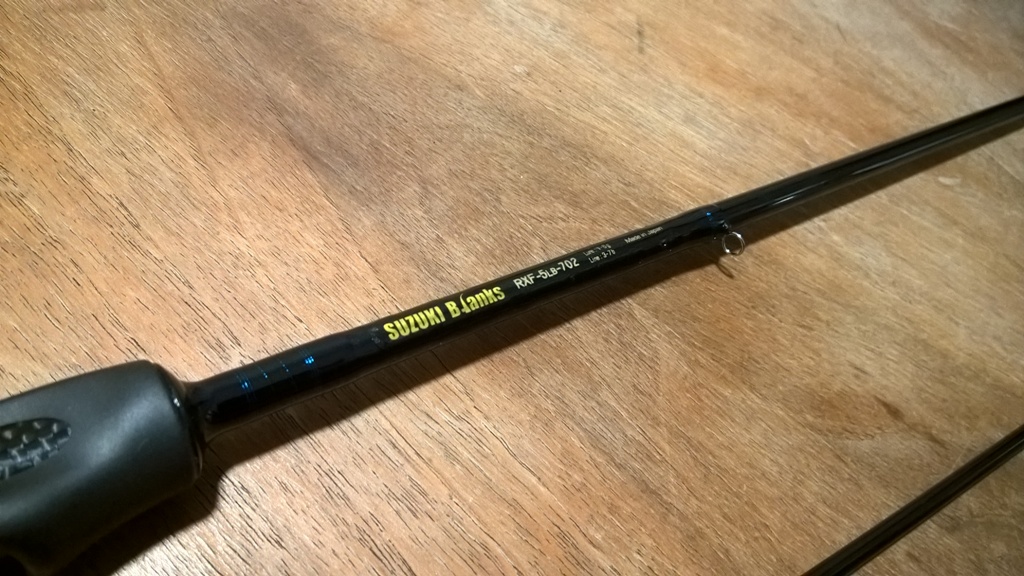 SUZUKI Blanks
RXF-5LB-702
Made in Japan